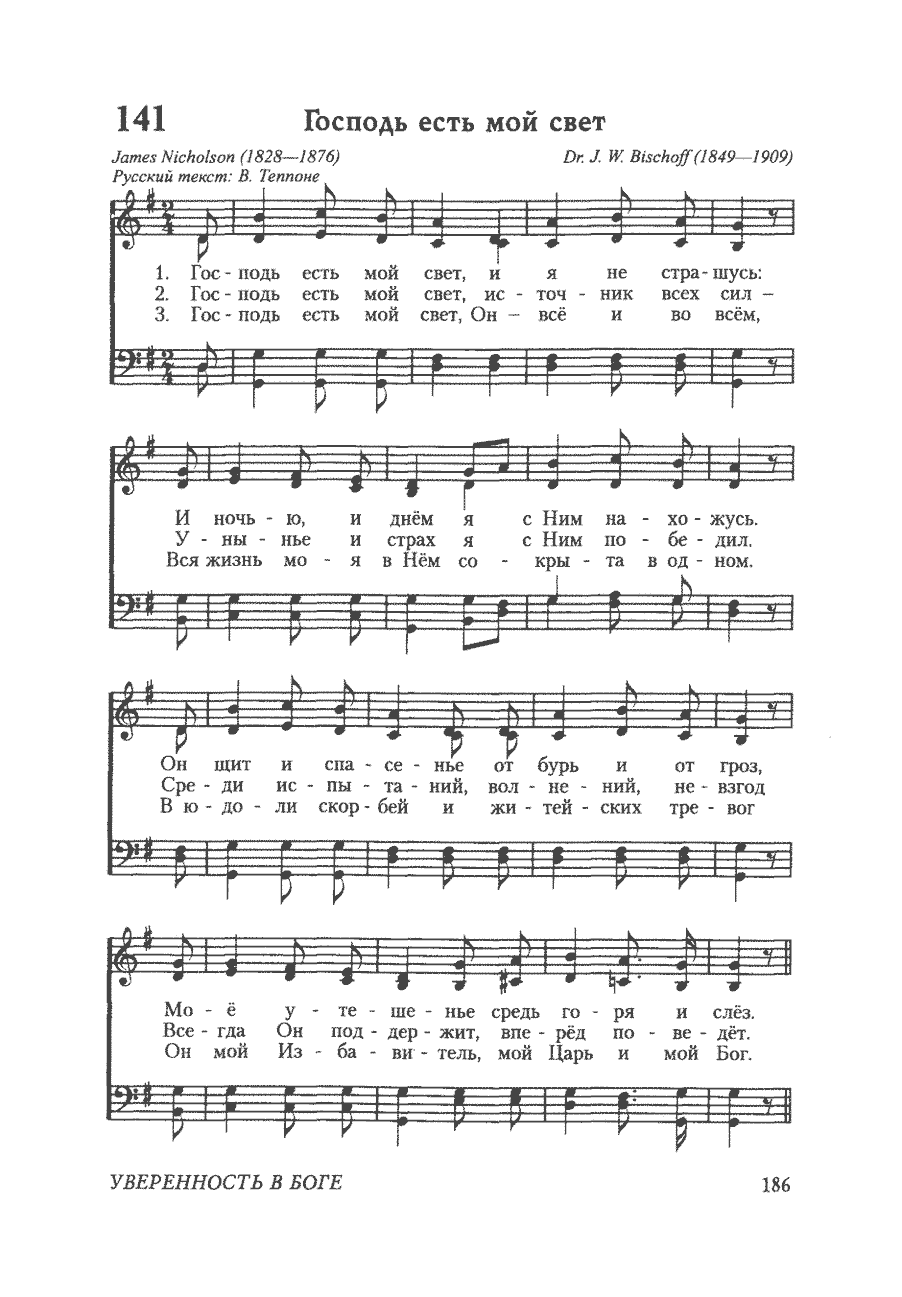 141 Господь есть мой свет
James Nicholson (1828—1876) Dr. J. W. Bischoff (1849—1909)
Русский текст: В. Теппоне
1. Гос - подь есть мой свет, и я не стра - шусь:
2. Гос - подь есть мой свет, ис - точ - ник всех сил –
3. Гос - подь есть мой свет, Он – всё и во всём,
И ночь - ю, и днём я с Ним на - хо - жусь.
У - ны - нье и страх я с Ним по - бе - дил.
Вся жизнь мо - я в Нём со - кры - та в од - ном.
Он щит и спа - се - нье от бурь и от гроз,
Сре - ди ис - пы - та - ний, вол - не - ний, не - взгод
В ю - до - ли скор - бей и жи - тей - ских тре - вог
Мо - ё у - те - ше - нье средь го - ря и слёз.
Все - гда Он под - дер - жит, впе - рёд по - ве - дёт.
Он мой Из - ба - ви - тель, мой Царь и мой Бог.
УВЕРЕННОСТЬ В БОГЕ 186